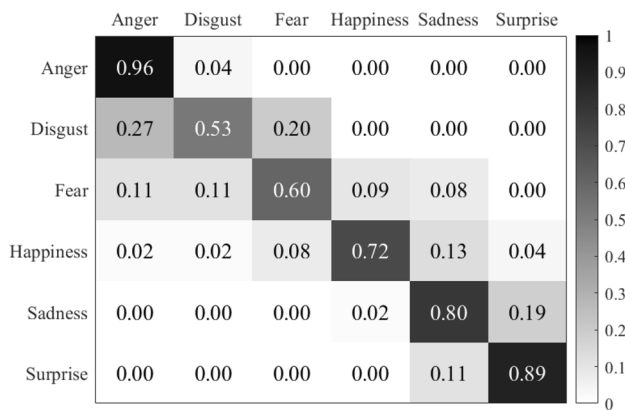 Anger Disgust Fear Happiness Sadness Surprise
Anger 0.96 0.04 0.00 0.00 0.00 0.00
Disgust 0.27 0.53 0.20 0.00 0.00 0.00
Fear 0.11 0.11 0.60 0.09 0.08 0.00
Happiness 0.02 0.02 0.08 0.72 0.13 0.04
Sadness 0.00 0.00 0.00 0.02 0.80 0.19
Surprise 0.00 0.00 0.00 0.00 0.11 0.89
1
0.9
0.8
0.7
0.6
0.5
0.4
0.3
0.2
0.1
0